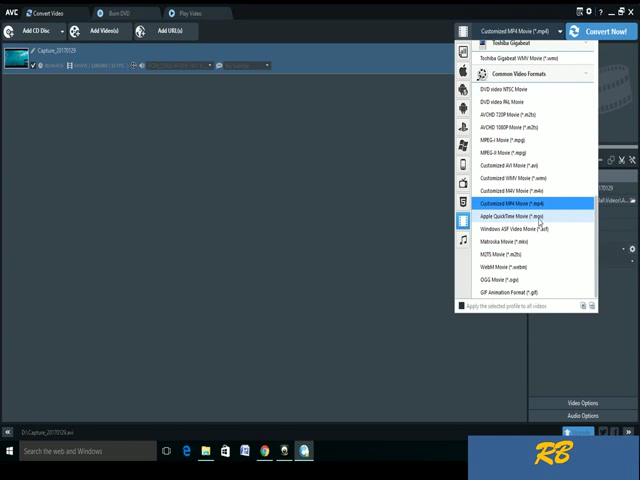 AVC
Convert Video
Burn DVD
Play Video
Add CD Disc
Add Video(s)
Add URL(s)
Customized MP4 Movie (*.mp4)
Convert Now!
Capture_20170129
Toshiba Gigabeat
Toshiba Gigabeat WMV Movie (*.wmv)
Common Video Formats
DVD video NTSC Movie
DVD video PAL Movie
AVCHD 720P Movie (*.m2ts)
AVCHD 1080P Movie (*.m2ts)
MPEG-I Movie (*.mpg)
MPEG-II Movie (*.mpg)
Customized AVI Movie (*.avi)
Customized WMV Movie (*.wmv)
Customized M4V Movie (*.m4v)
Customized MP4 Movie (*.mp4)
Apple QuickTime Movie (*.mov)
Windows ASF Video Movie (*.asf)
Matroska Movie (*.mkv)
M2TS Movie (*.m2ts)
WebM Movie (*.webm)
OGG Movie (*.ogv)
GIF Animation Format (*.gif)
Apply the selected profile to all videos
Video Options
Audio Options
D:\Capture_20170129.avi
Search the web and Windows
RB